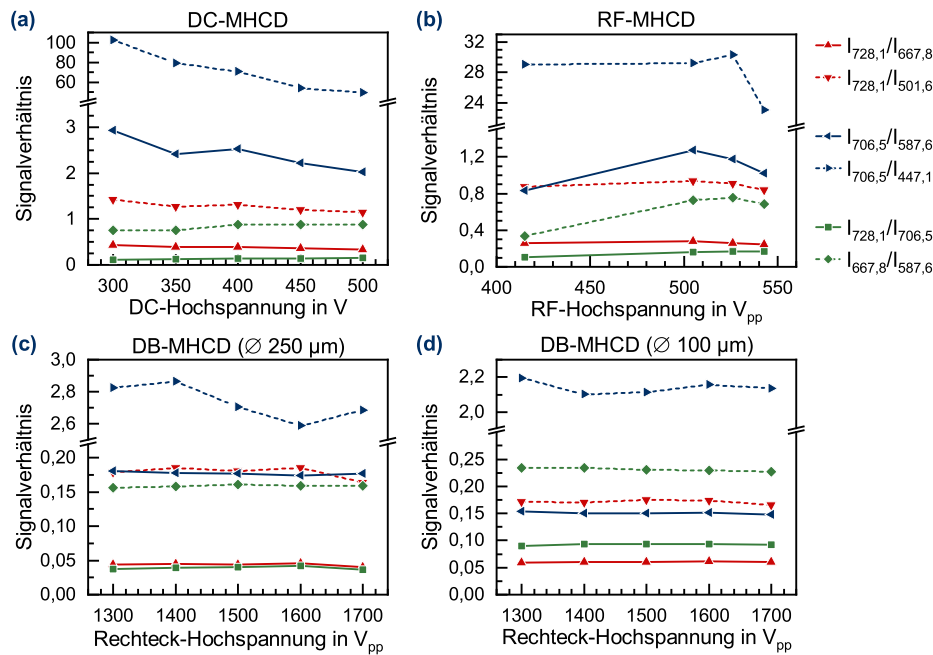 (a)
DC-MHCD
Signalverhältnis
100
80
60
3
2
1
0
300 350 400 450 500
DC-Hochspannung in V
(b)
RF-MHCD
Signalverhältnis
32
28
24
1,2
0,8
0,4
0,0
400 450 500 550
RF-Hochspannung in Vpp
I728,1/I667,8
I728,1/I501,6
I706,5/I587,6
I706,5/I447,1
I728,1/I706,5
I667,8/I587,6
(c)
DB-MHCD (∅ 250 µm)
Signalverhältnis
3,0
2,8
2,6
0,20
0,15
0,10
0,05
0,00
1300 1400 1500 1600 1700
Rechteck-Hochspannung in Vpp
(d)
DB-MHCD (∅ 100 µm)
Signalverhältnis
2,2
2,0
0,25
0,20
0,15
0,10
0,05
0,00
1300 1400 1500 1600 1700
Rechteck-Hochspannung in Vpp